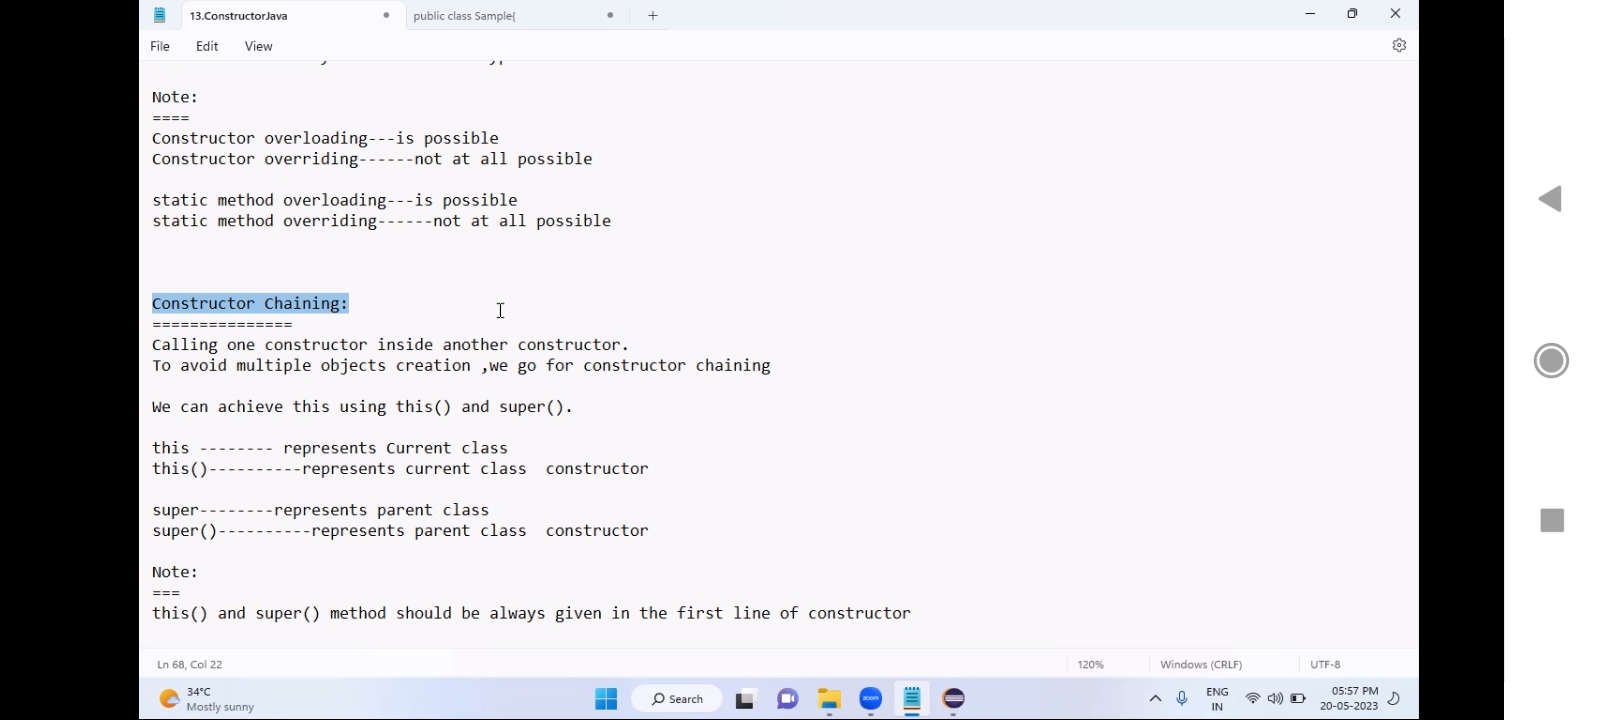 13.ConstructorJava
public class Sample{
File Edit View
Note:
====
Constructor overloading---is possible
Constructor overriding------not at all possible
static method overloading---is possible
static method overriding------not at all possible
Constructor Chaining:
===============
Calling one constructor inside another constructor.
To avoid multiple objects creation ,we go for constructor chaining
We can achieve this using this() and super().
this -------- represents Current class
this()----------represents current class  constructor
super--------represents parent class
super()----------represents parent class  constructor
Note:
===
this() and super() method should be always given in the first line of constructor
Ln 68, Col 22
120%
Windows (CRLF)
UTF-8
34°C
Mostly sunny
Search
zoom
ENG
IN
05:57 PM
20-05-2023